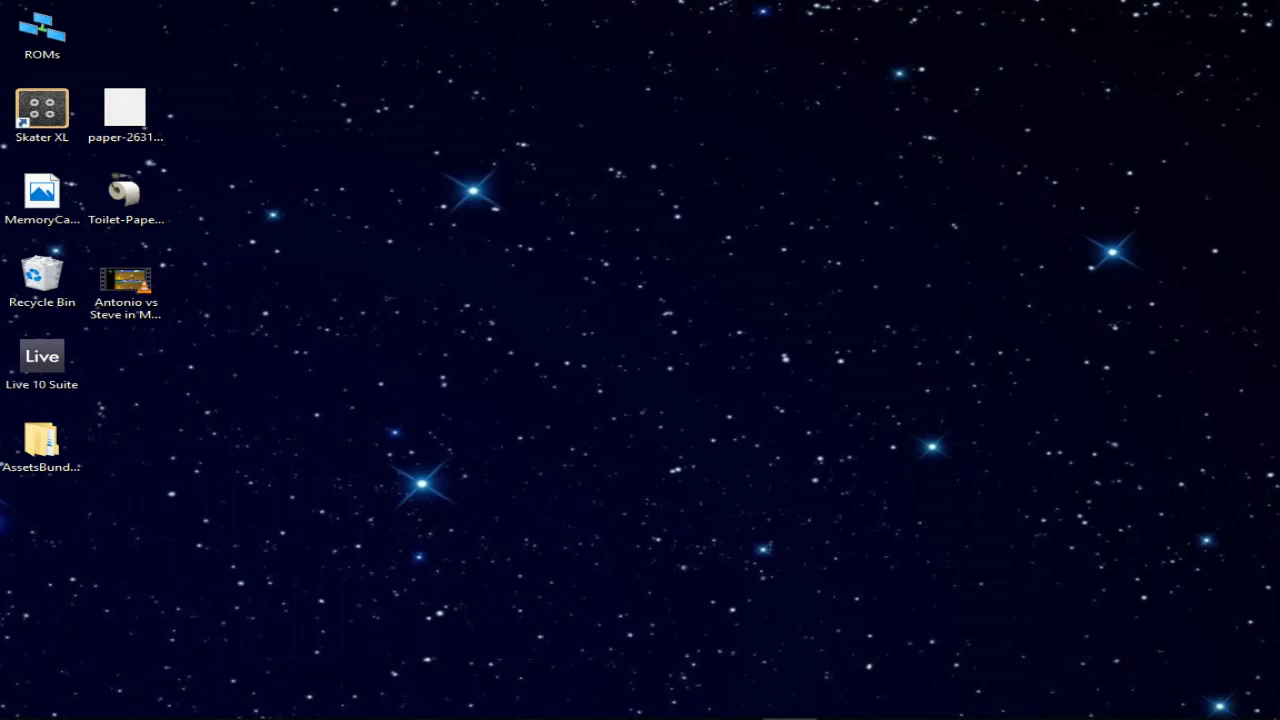 ROMs
Skater XL
paper-2631...
MemoryCa...
Toilet-Pape...
Recycle Bin
Antonio vs
Steve in M...
Live
Live 10 Suite
AssetsBund...